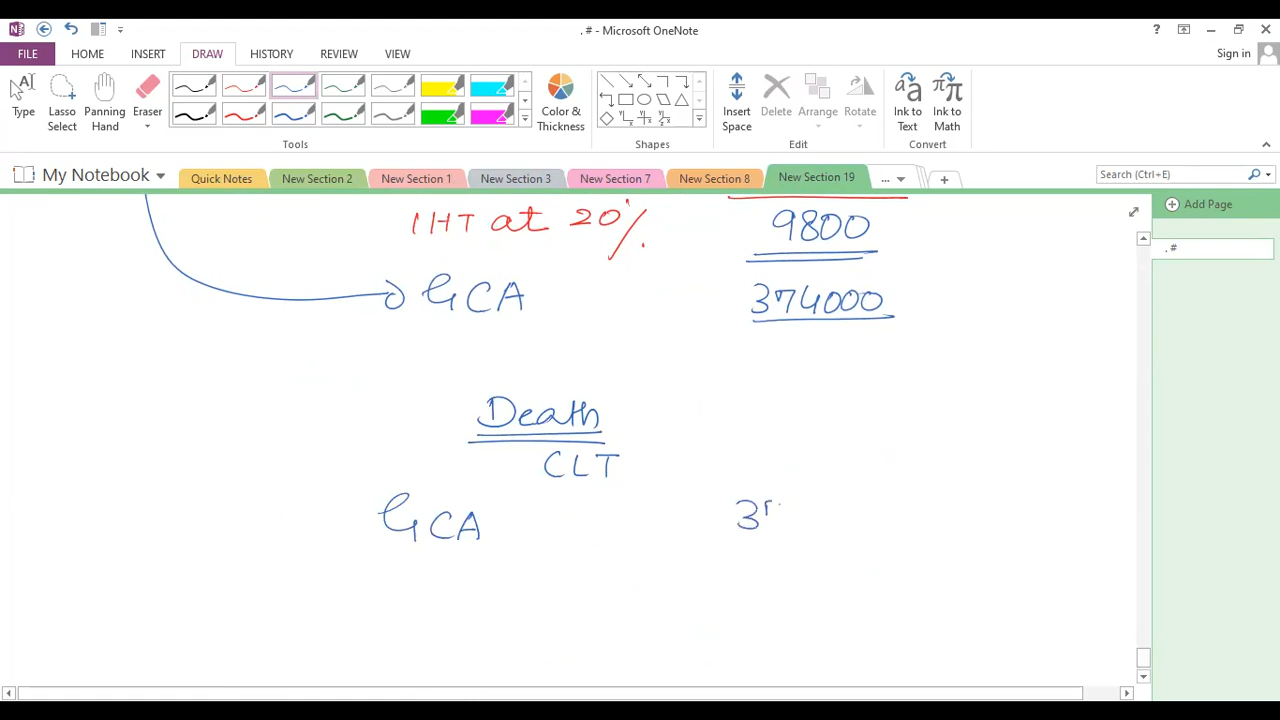 . # - Microsoft OneNote
FILE HOME INSERT DRAW HISTORY REVIEW VIEW Sign in
Type Lasso Select Panning Hand Eraser Color & Thickness Insert Space Delete Arrange Rotate Ink to Text Ink to Math
Tools Shapes Edit Convert
My Notebook Quick Notes New Section 2 New Section 1 New Section 3 New Section 7 New Section 8 New Section 19 ... Search (Ctrl+E)
Add Page
. #
IHT at 20% 9800
GCA 374000
Death
CLT
GCA